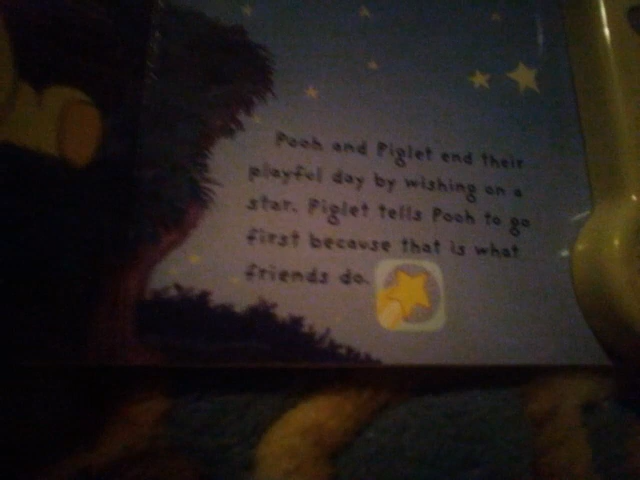 Pooh and Piglet end their
playful day by wishing on a
star. Piglet tells Pooh to go
first because that is what
friends do.